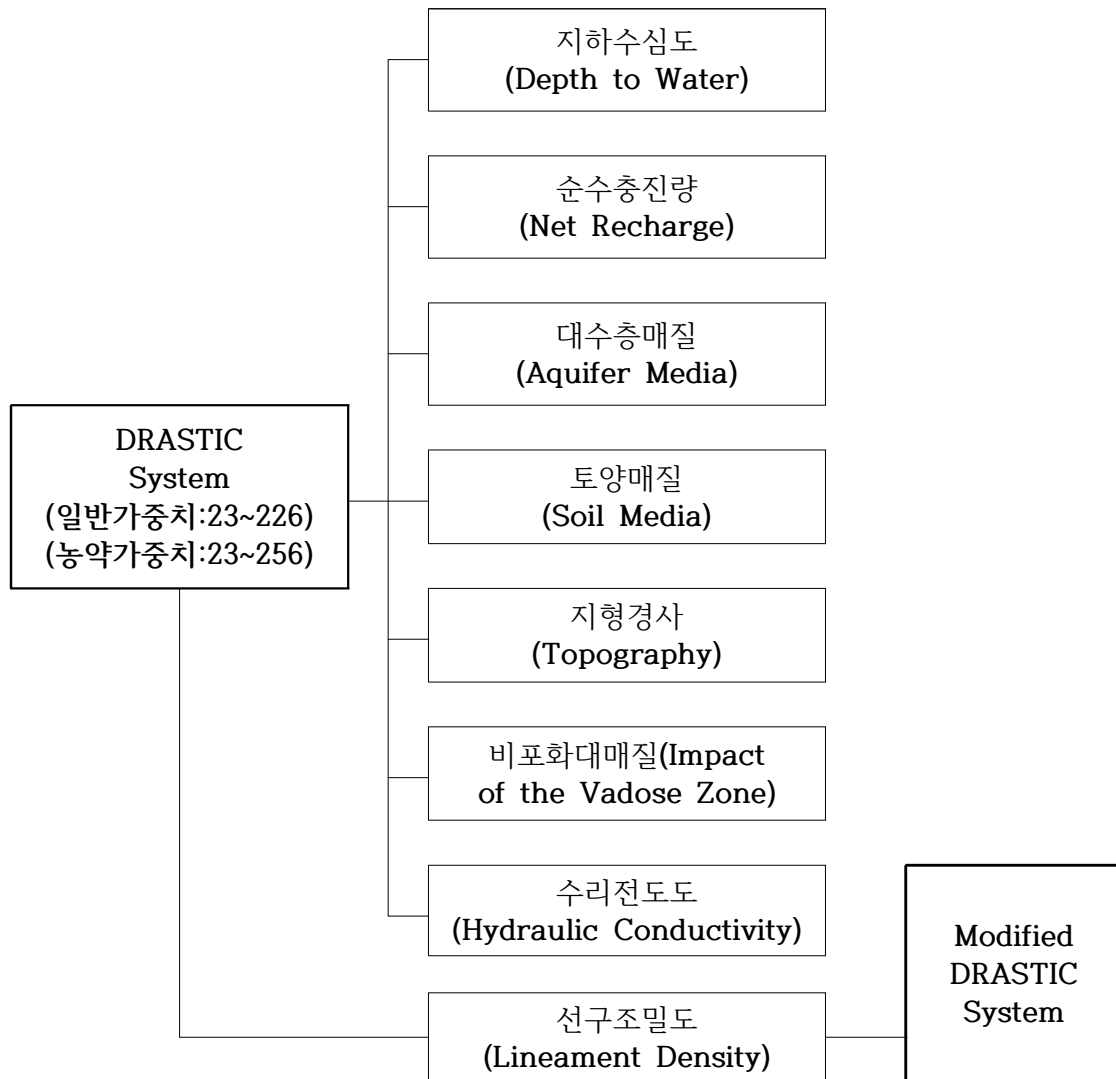 지하수심도
(Depth to Water)
순수충진량
(Net Recharge)
대수층매질
(Aquifer Media)
DRASTIC
System
(일반가중치:23~226)
(농약가중치:23~256)
토양매질
(Soil Media)
지형경사
(Topography)
비포화대매질(Impact
of the Vadose Zone)
수리전도도
(Hydraulic Conductivity)
선구조밀도
(Lineament Density)
Modified
DRASTIC
System